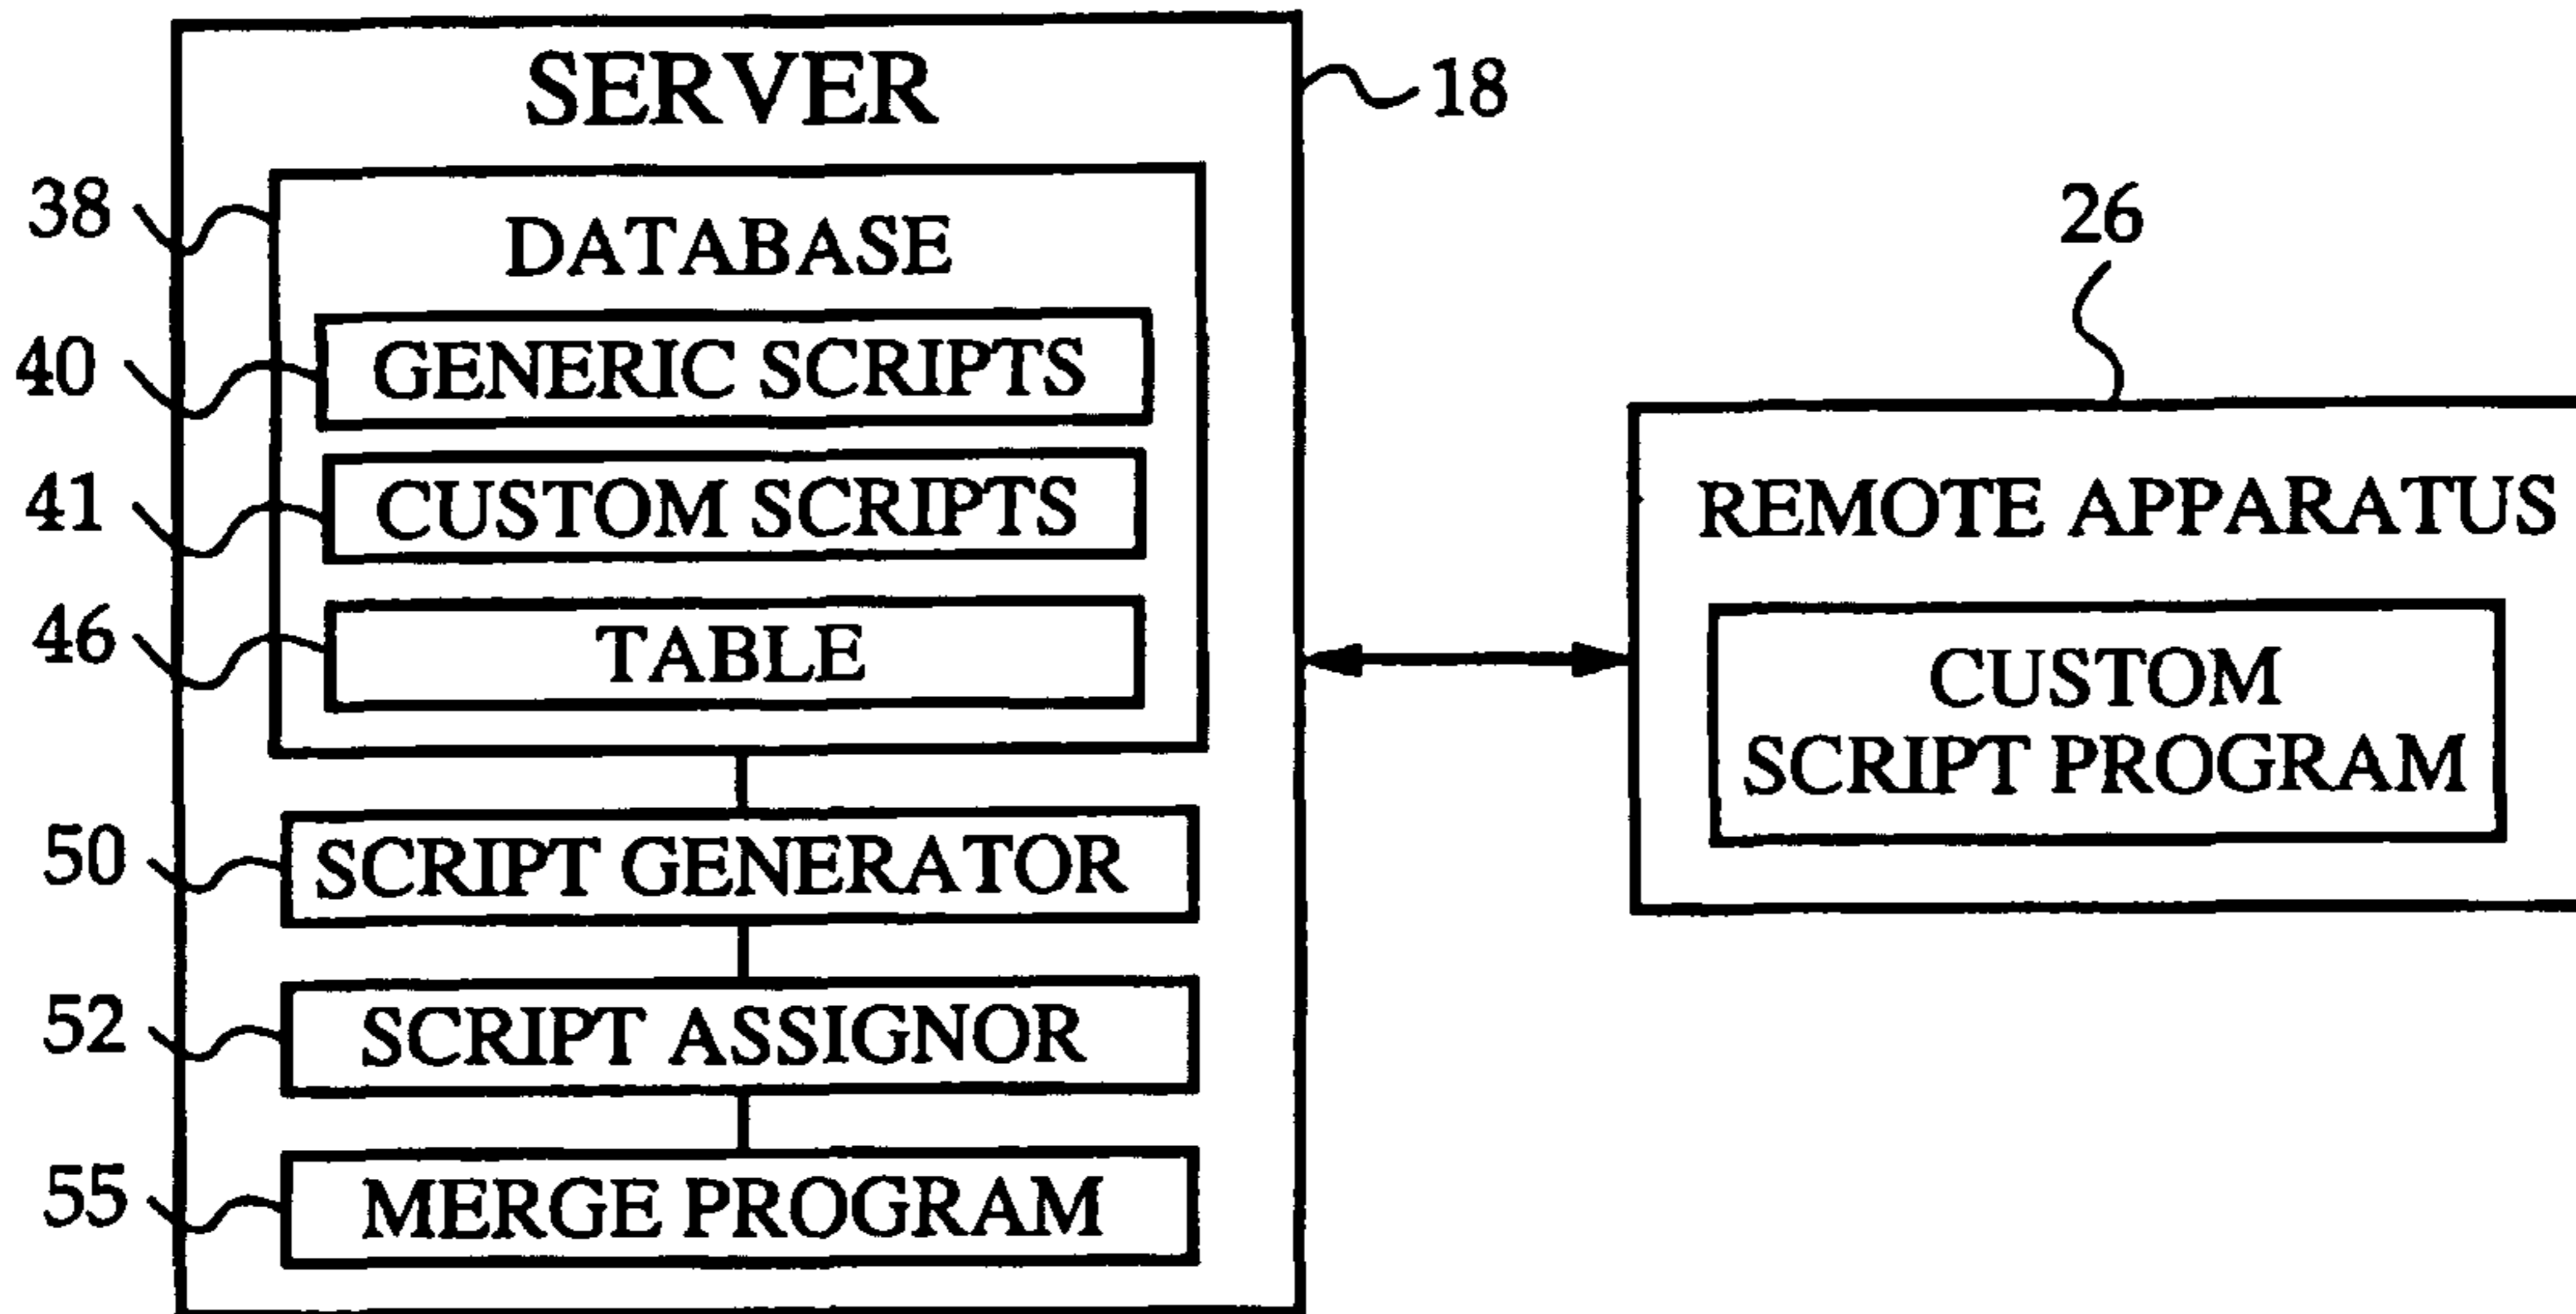 SERVER
18
38
DATABASE
40
GENERIC SCRIPTS
41
CUSTOM SCRIPTS
46
TABLE
50
SCRIPT GENERATOR
52
SCRIPT ASSIGNOR
55
MERGE PROGRAM
26
REMOTE APPARATUS
CUSTOM
SCRIPT PROGRAM